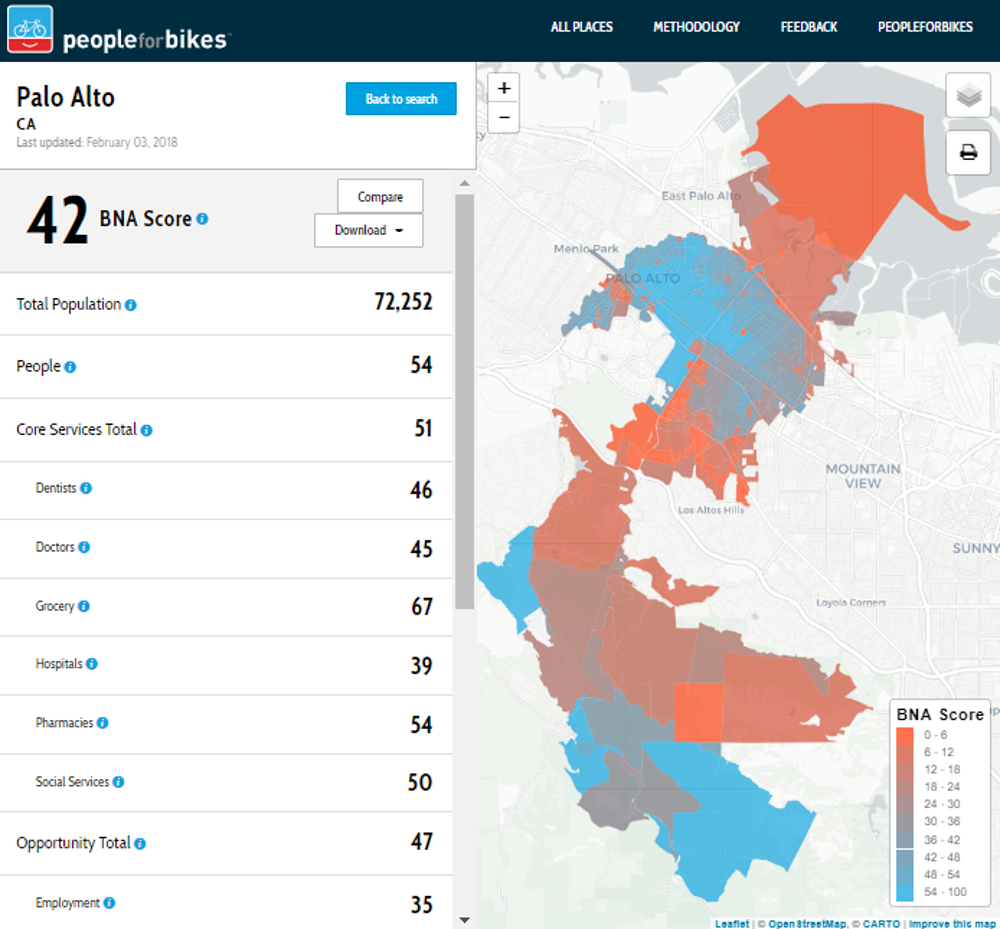 peopleforbikes
ALL PLACES METHODOLOGY FEEDBACK PEOPLEFORBIKES
Palo Alto
CA
Last updated: February 03, 2018
Back to search
42 BNA Score
Compare
Download
Total Population 72,252
People 54
Core Services Total 51
Dentists 46
Doctors 45
Grocery 67
Hospitals 39
Pharmacies 54
Social Services 50
Opportunity Total 47
Employment 35
+
−
East Palo Alto
Menlo Park
PALO ALTO
MOUNTAIN
VIEW
Los Altos Hills
SUNNY
Loyola Corners
BNA Score
0 - 6
6 - 12
12 - 18
18 - 24
24 - 30
30 - 36
36 - 42
42 - 48
48 - 54
54 - 100
Leaflet | © OpenStreetMap, © CARTO | Improve this map